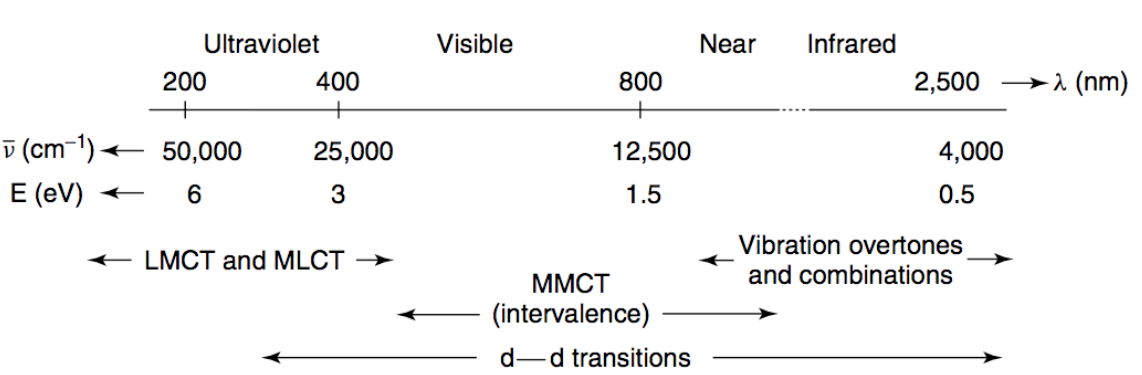 Ultraviolet Visible Near Infrared
200 400 800 2,500 λ (nm)
ν̅ (cm⁻¹) 50,000 25,000 12,500 4,000
E (eV) 6 3 1.5 0.5
LMCT and MLCT
Vibration overtones
and combinations
MMCT
(intervalence)
d—d transitions